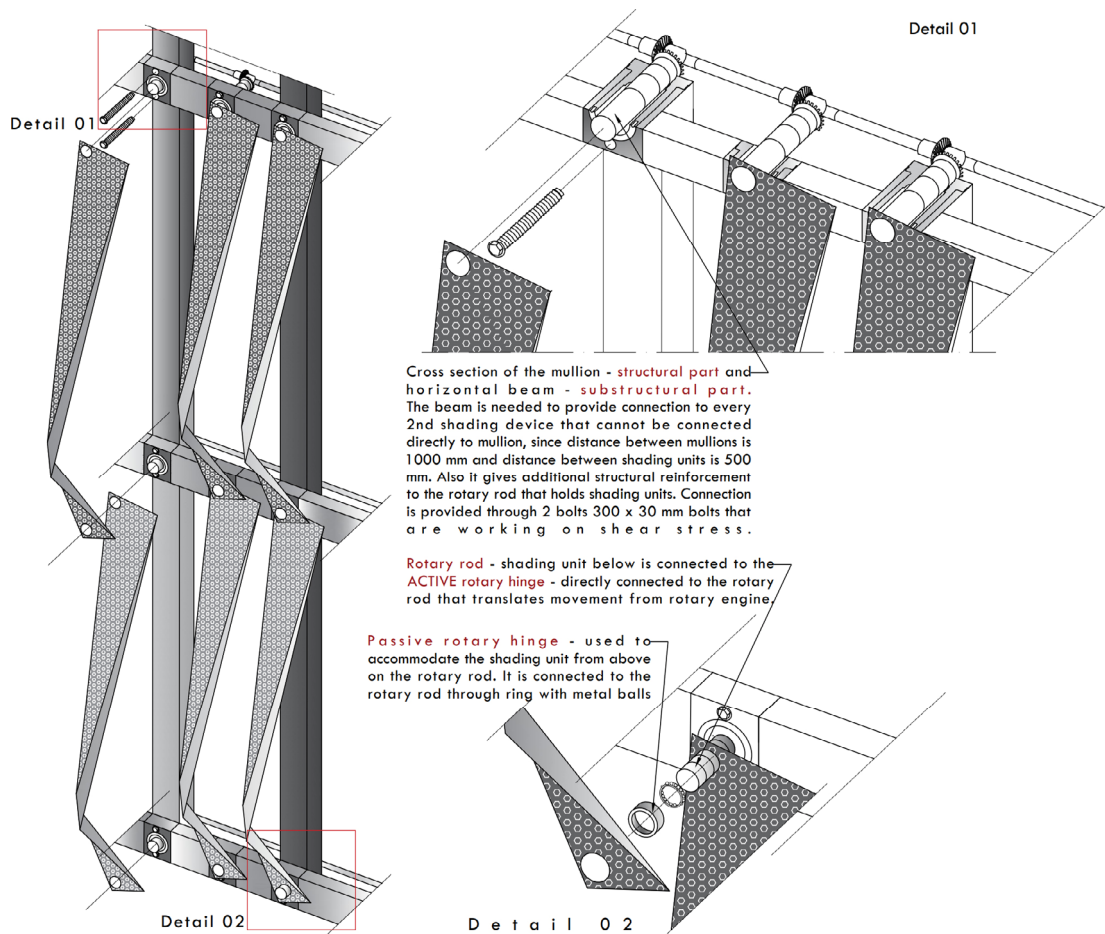 Detail 01
Detail 01
Cross section of the mullion - structural part and
horizontal beam - substructural part.
The beam is needed to provide connection to every
2nd shading device that cannot be connected
directly to mullion, since distance between mullions is
1000 mm and distance between shading units is 500
mm. Also it gives additional structural reinforcement
to the rotary rod that holds shading units. Connection
is provided through 2 bolts 300 x 30 mm bolts that
are working on shear stress.
Rotary rod - shading unit below is connected to the
ACTIVE rotary hinge - directly connected to the rotary
rod that translates movement from rotary engine.
Passive rotary hinge - used to
accommodate the shading unit from above
on the rotary rod. It is connected to the
rotary rod through ring with metal balls
Detail 02
Detail 02